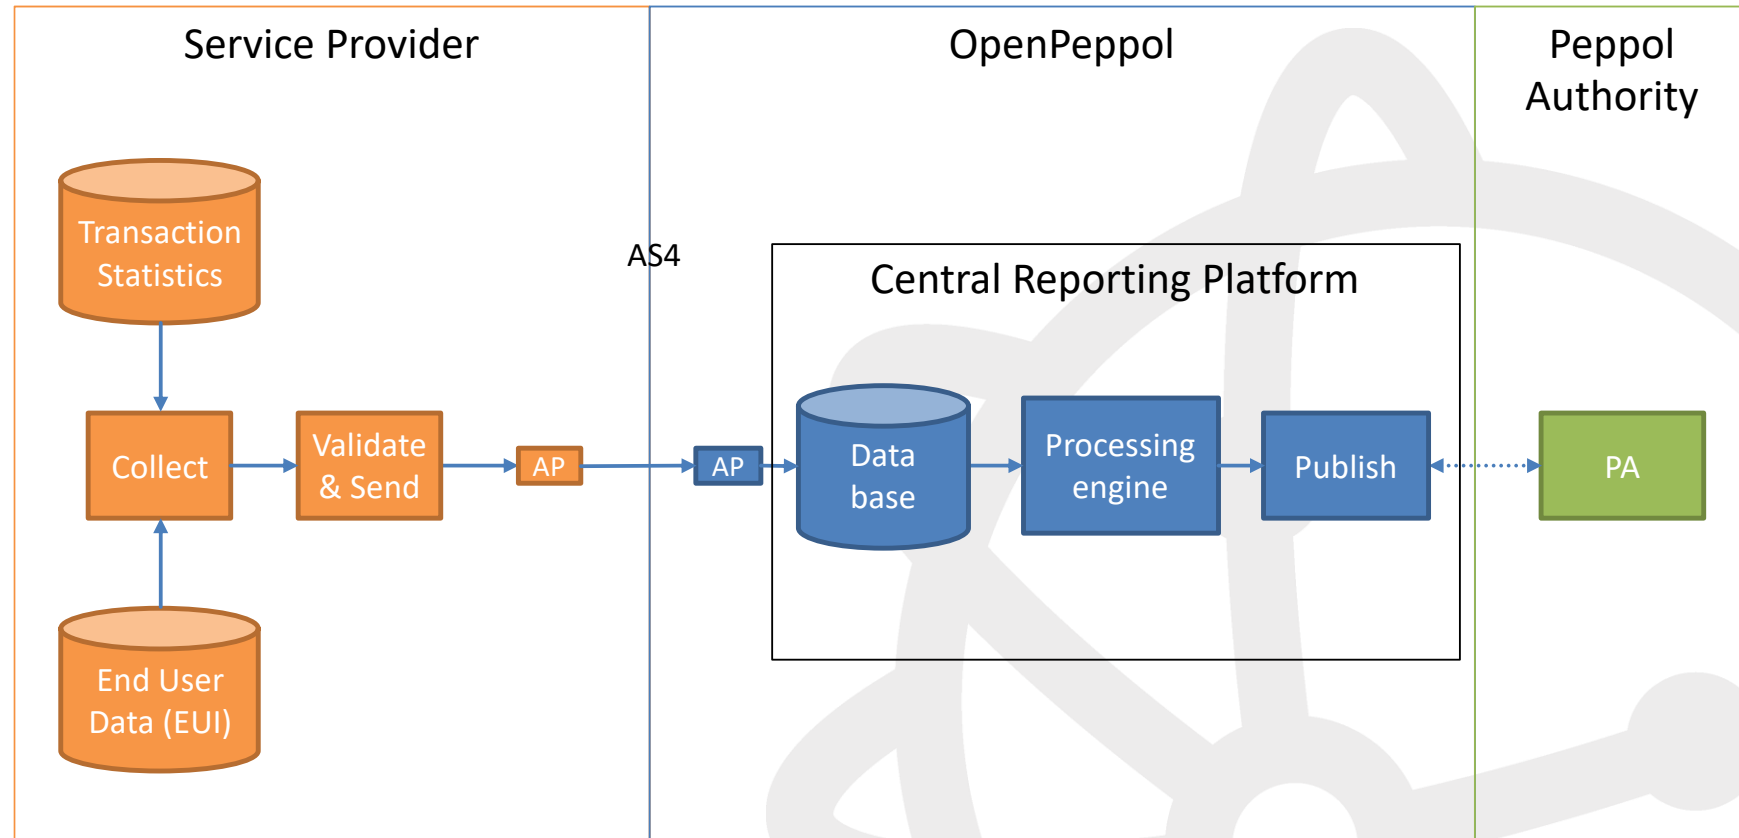 Service Provider
OpenPeppol
Peppol
Authority
Transaction
Statistics
AS4
Central Reporting Platform
Collect
Validate
& Send
AP
AP
Data
base
Processing
engine
Publish
PA
End User
Data (EUI)